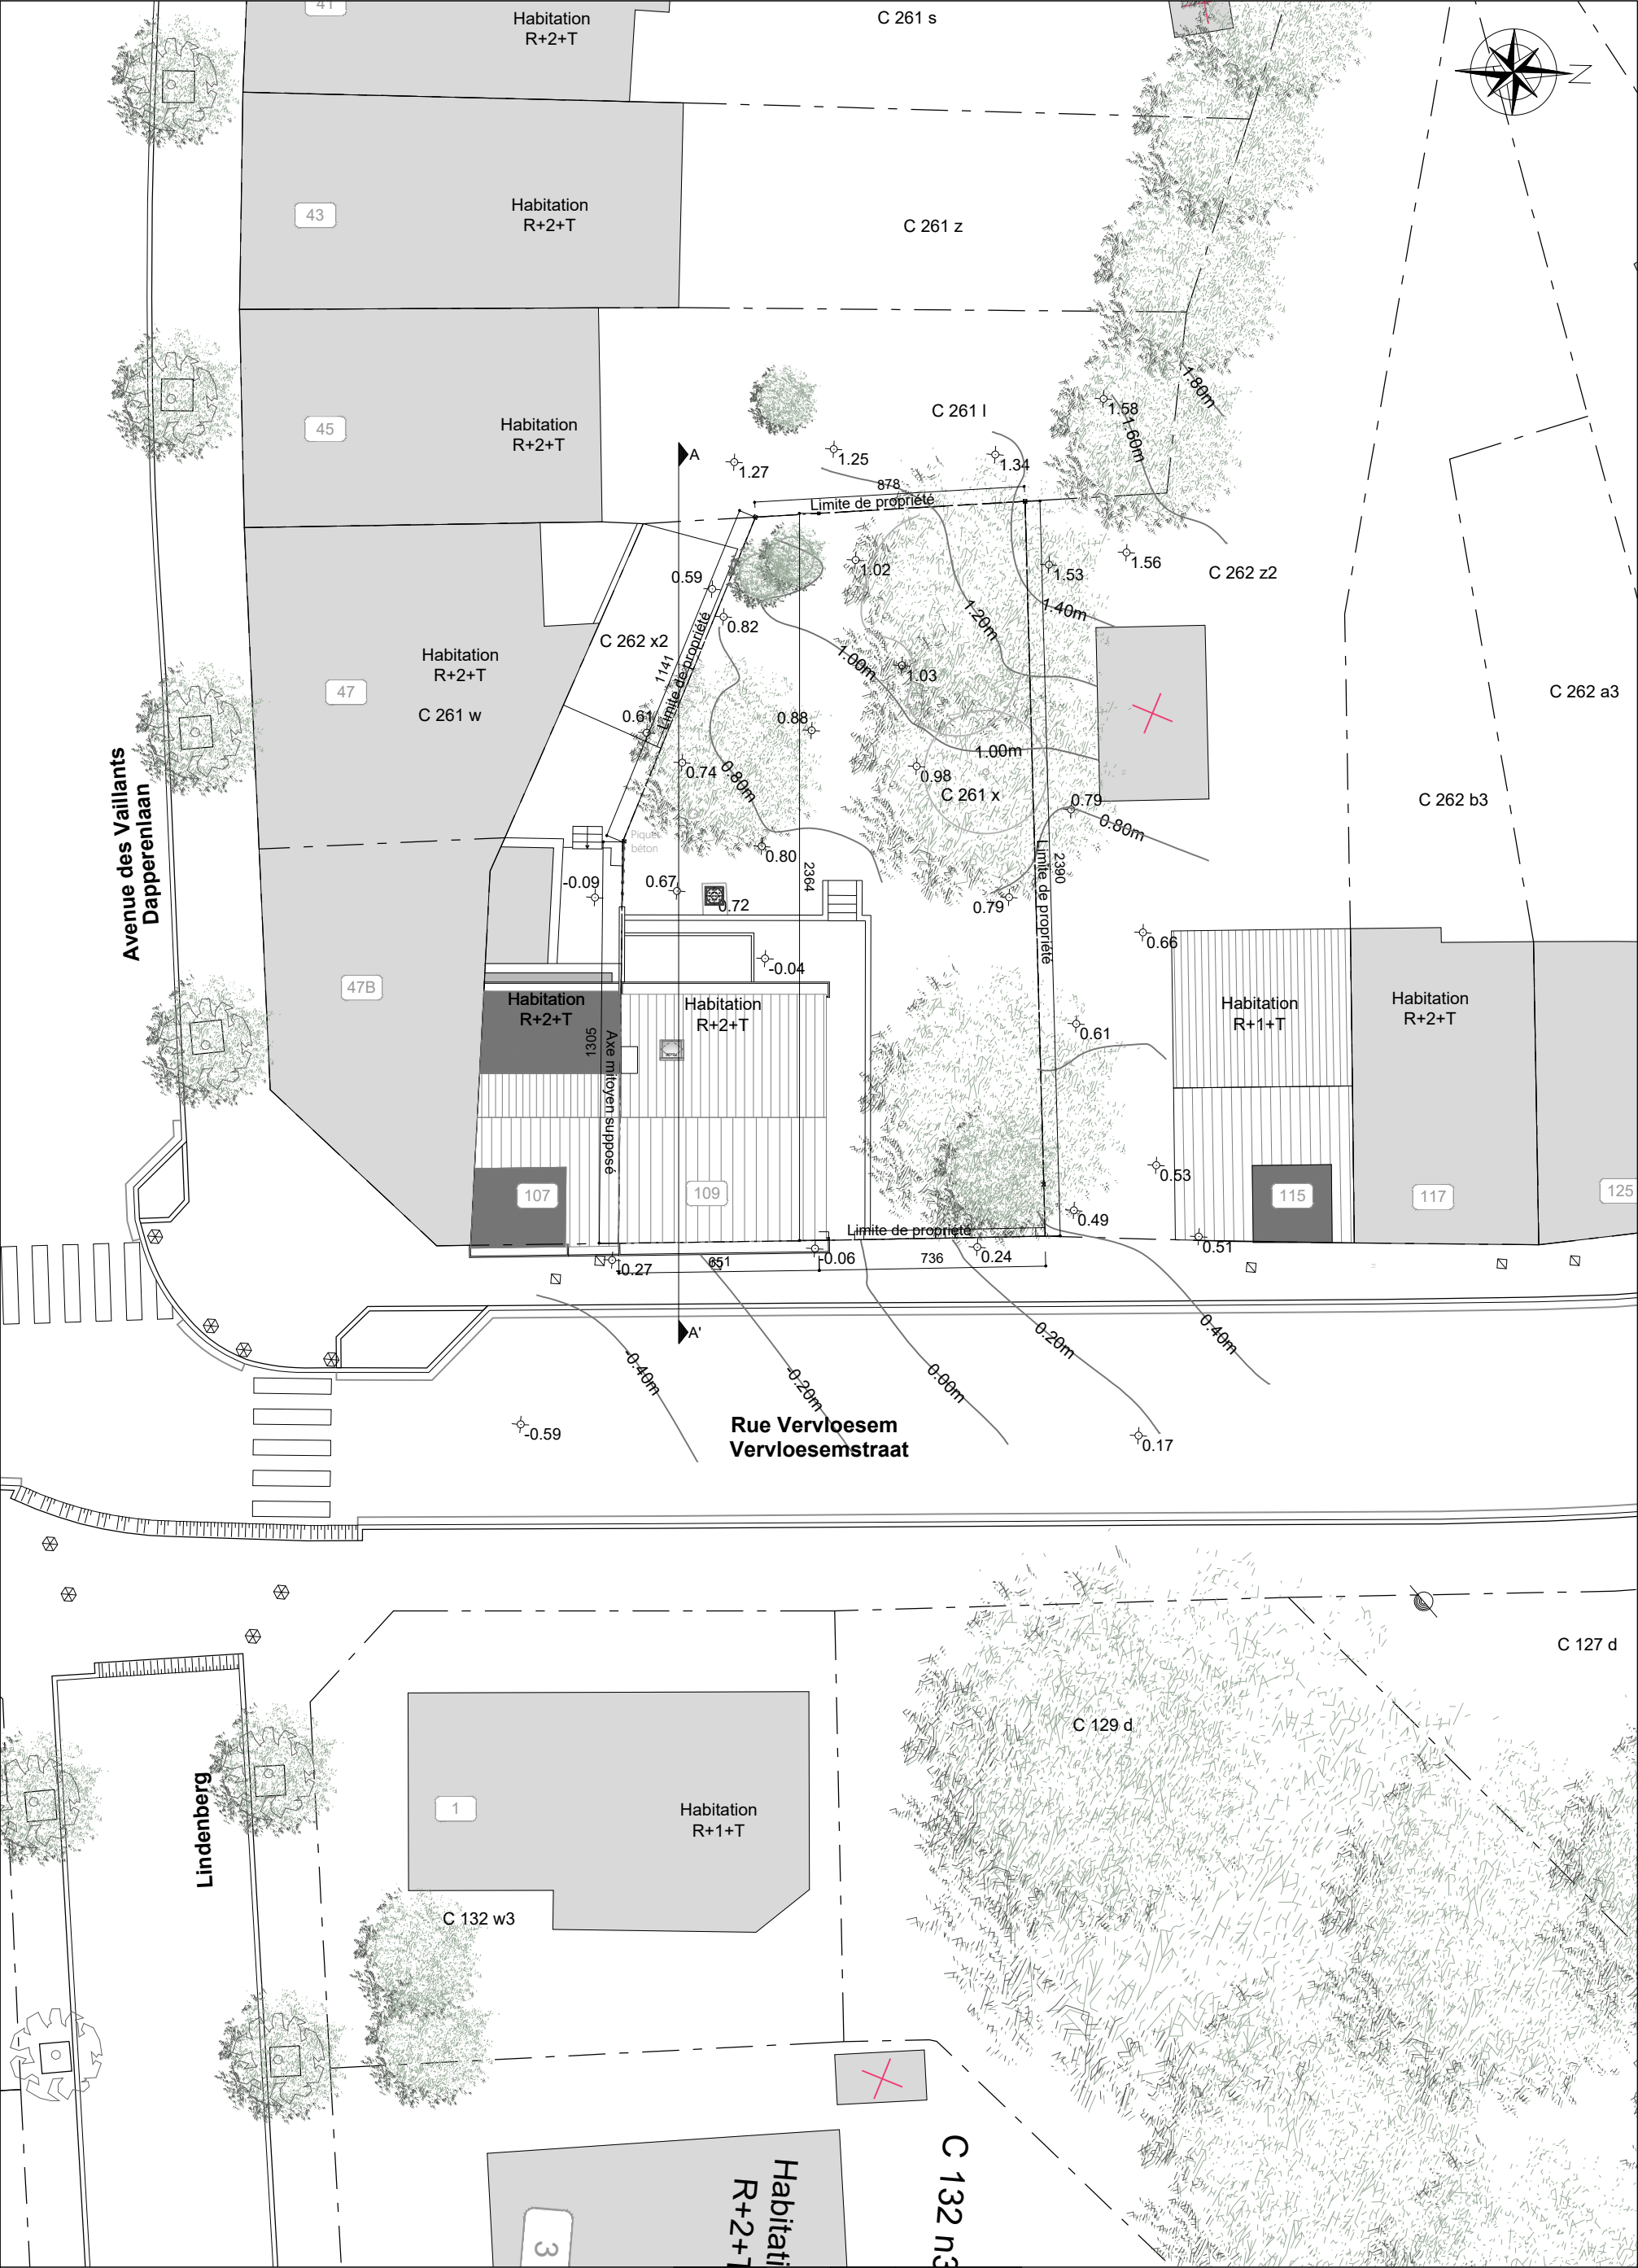 41
Habitation
R+2+T
C 261 s
N
43
Habitation
R+2+T
C 261 z
45
Habitation
R+2+T
C 261 l
1.80m
1.58
1.60m
A
1.27
1.25
1.34
878
Limite de propriété
1.02
1.53
1.56
C 262 z2
0.59
0.82
1.20m
1.40m
C 262 x2
1141
Limite de propriété
1.00m
1.03
Habitation
R+2+T
47
C 261 w
0.61
0.88
C 262 a3
1.00m
0.74
0.80m
0.98
C 261 x
0.79
0.80m
C 262 b3
Avenue des Vaillants
Dapperenlaan
Piquet
béton
0.80
2364
2390
Limite de propriété
-0.09
0.67
0.72
0.79
0.66
-0.04
47B
Habitation
R+2+T
Habitation
R+2+T
Habitation
R+1+T
Habitation
R+2+T
0.61
1305
Axe mitoyen supposé
0.53
107
109
115
117
125
0.49
Limite de propriété
0.51
-0.27
651
-0.06
736
0.24
A'
-0.40m
-0.20m
0.00m
0.20m
0.40m
-0.59
Rue Vervloesem
Vervloesemstraat
0.17
C 127 d
C 129 d
Lindenberg
1
Habitation
R+1+T
C 132 w3
C 132 n3
Habitati
R+2+T
3